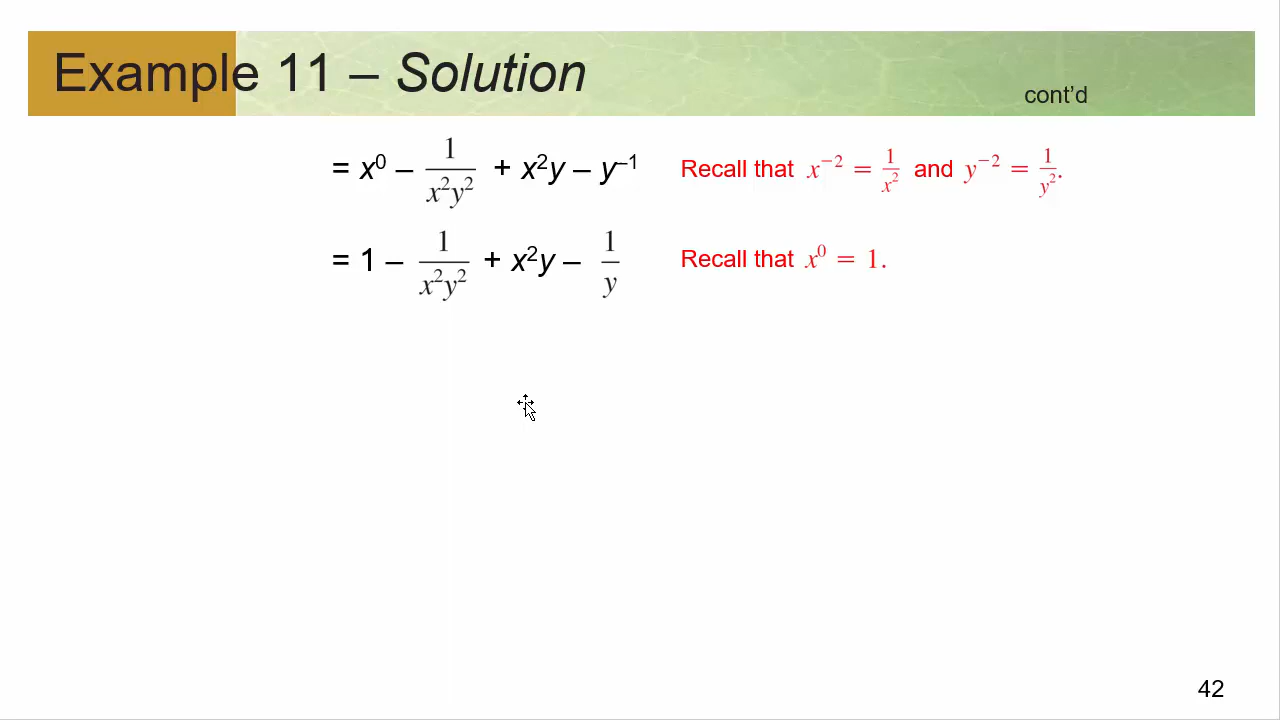 Example 11 – Solution
cont’d
= x⁰ – 1/(x²y²) + x²y – y⁻¹ Recall that x⁻² = 1/x² and y⁻² = 1/y².
= 1 – 1/(x²y²) + x²y – 1/y Recall that x⁰ = 1.
42